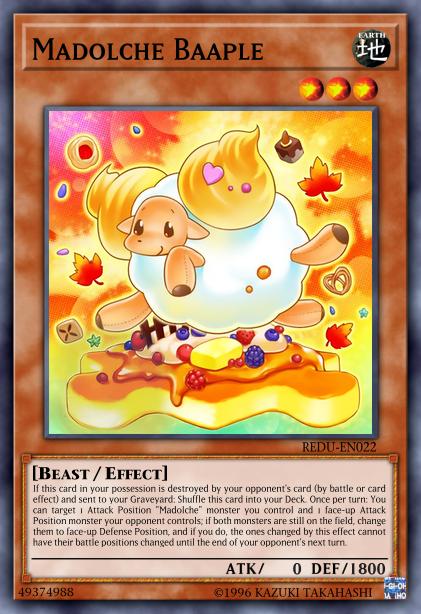 MADOLCHE BAAPLE
EARTH
地
REDU-EN022
[BEAST / EFFECT]
If this card in your possession is destroyed by your opponent's card (by battle or card
effect) and sent to your Graveyard: Shuffle this card into your Deck. Once per turn: You
can target 1 Attack Position "Madolche" monster you control and 1 face-up Attack
Position monster your opponent controls; if both monsters are still on the field, change
them to face-up Defense Position, and if you do, the ones changed by this effect cannot
have their battle positions changed until the end of your opponent's next turn.
ATK/ 0 DEF/1800
49374988
©1996 KAZUKI TAKAHASHI